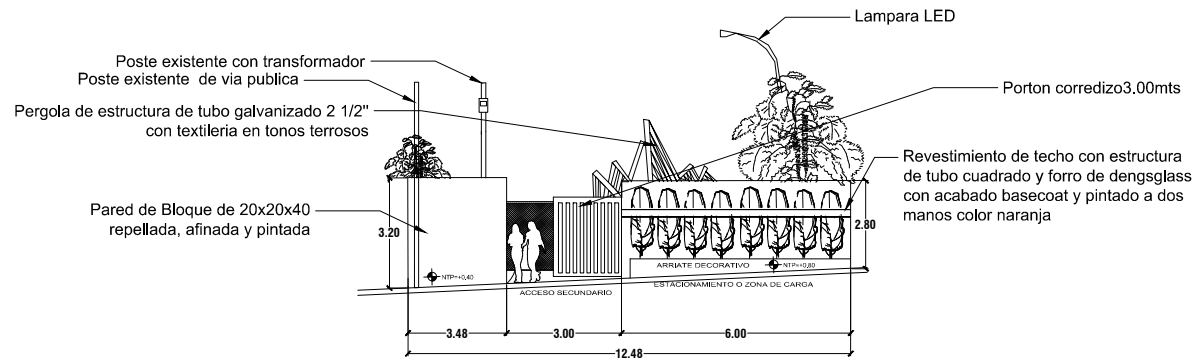 Lampara LED
Poste existente con transformador
Poste existente de via publica
Pergola de estructura de tubo galvanizado 2 1/2"
con textileria en tonos terrosos
Porton corredizo3.00mts
Revestimiento de techo con estructura
de tubo cuadrado y forro de dengsglass
con acabado basecoat y pintado a dos
manos color naranja
Pared de Bloque de 20x20x40
repellada, afinada y pintada
3.20
2.80
NTP=+0,40
ARRIATE DECORATIVO
NTP=+0,80
ACCESO SECUNDARIO
ESTACIONAMIENTO O ZONA DE CARGA
3.48
3.00
6.00
12.48